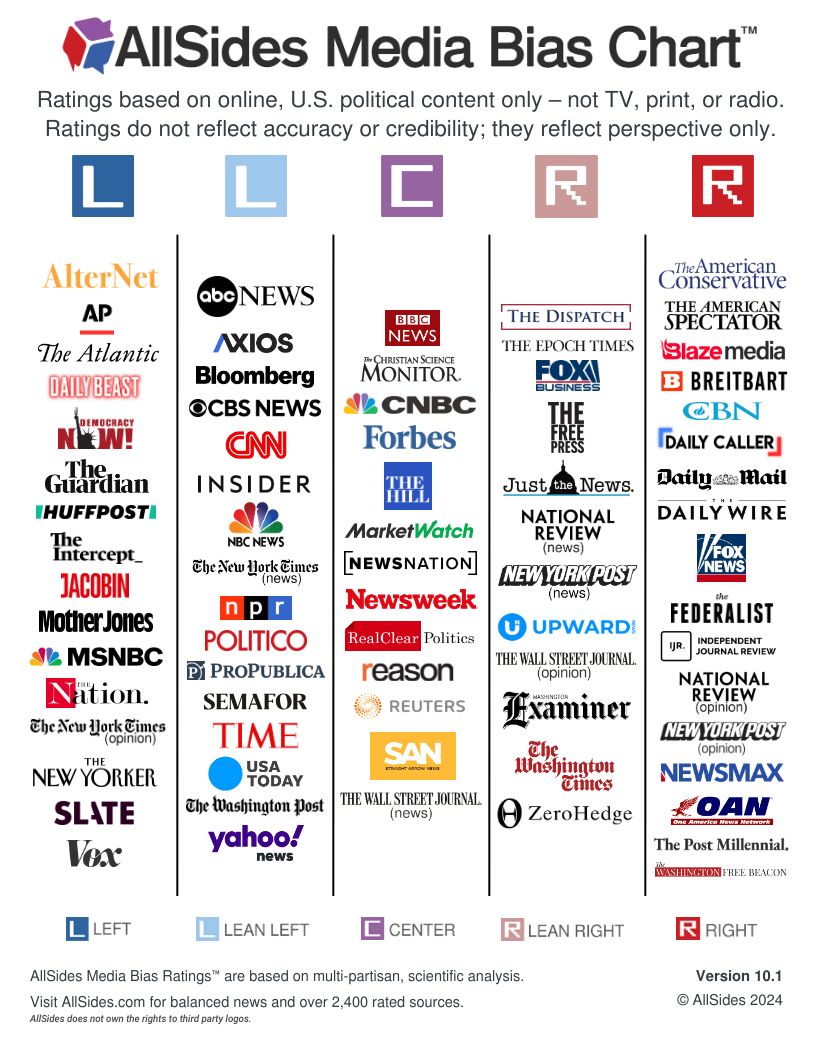 AllSides Media Bias Chart™
Ratings based on online, U.S. political content only – not TV, print, or radio.
Ratings do not reflect accuracy or credibility; they reflect perspective only.
L
L
C
R
R
AlterNet
AP
The Atlantic
DAILY BEAST
DEMOCRACY
NOW!
The
Guardian
HUFFPOST
The
Intercept_
JACOBIN
Mother Jones
MSNBC
THE
Nation.
The New York Times
(opinion)
THE
NEW YORKER
SLATE
Vox
abc NEWS
AXIOS
Bloomberg
CBS NEWS
CNN
INSIDER
NBC NEWS
The New York Times
(news)
npr
POLITICO
P PROPUBLICA
SEMAFOR
TIME
USA
TODAY
The Washington Post
yahoo!
news
BBC
NEWS
The CHRISTIAN SCIENCE
MONITOR
CNBC
Forbes
THE
HILL
MarketWatch
[NEWSNATION]
Newsweek
RealClear Politics
reason
REUTERS
SAN
STRAIGHT ARROW NEWS
THE WALL STREET JOURNAL.
(news)
THE DISPATCH
THE EPOCH TIMES
FOX
BUSINESS
THE
FREE
PRESS
Just the News.
NATIONAL
REVIEW
(news)
NEW YORK POST
(news)
U UPWARD NEWS
THE WALL STREET JOURNAL.
(opinion)
WASHINGTON
Examiner
The
Washington
Times
ZeroHedge
The American
Conservative
THE AMERICAN
SPECTATOR
Blaze media
B BREITBART
CBN
DAILY CALLER
Daily Mail
THE
DAILY WIRE
FOX
NEWS
the
FEDERALIST
IJR. INDEPENDENT
JOURNAL REVIEW
NATIONAL
REVIEW
(opinion)
NEW YORK POST
(opinion)
NEWSMAX
OAN
One America News Network
The Post Millennial.
The
WASHINGTON FREE BEACON
L LEFT
L LEAN LEFT
C CENTER
R LEAN RIGHT
R RIGHT
AllSides Media Bias Ratings™ are based on multi-partisan, scientific analysis.
Version 10.1
Visit AllSides.com for balanced news and over 2,400 rated sources.
© AllSides 2024
AllSides does not own the rights to third party logos.